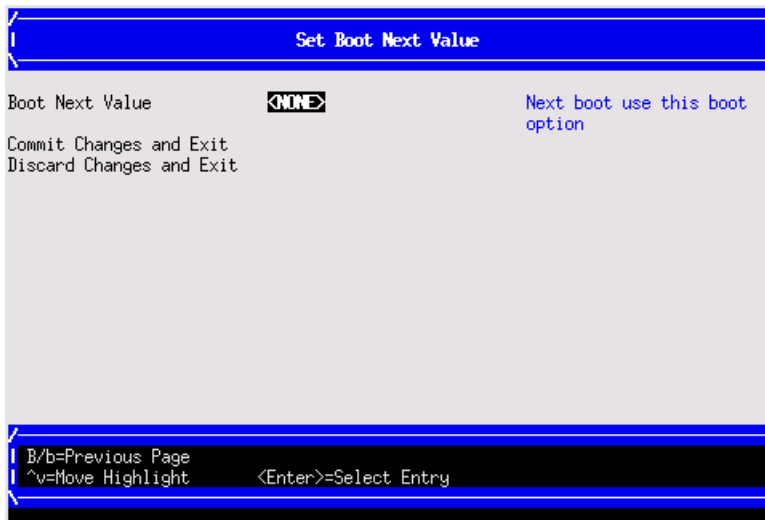 Set Boot Next Value
Boot Next Value <NONE> Next boot use this boot
option
Commit Changes and Exit
Discard Changes and Exit
B/b=Previous Page
^v=Move Highlight <Enter>=Select Entry